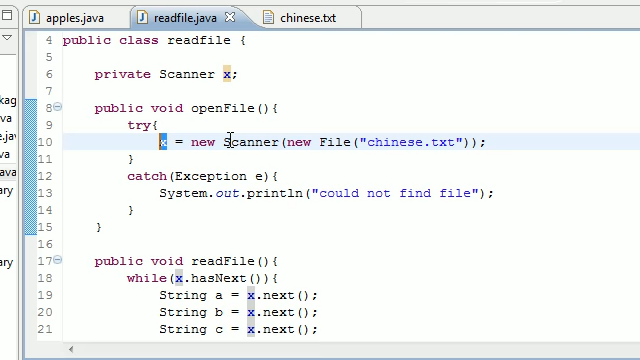 apples.java readfile.java chinese.txt
4 public class readfile {
5
6 private Scanner x;
7
8 public void openFile(){
9 try{
10 x = new Scanner(new File("chinese.txt"));
11 }
12 catch(Exception e){
13 System.out.println("could not find file");
14 }
15 }
16
17 public void readFile(){
18 while(x.hasNext()){
19 String a = x.next();
20 String b = x.next();
21 String c = x.next();